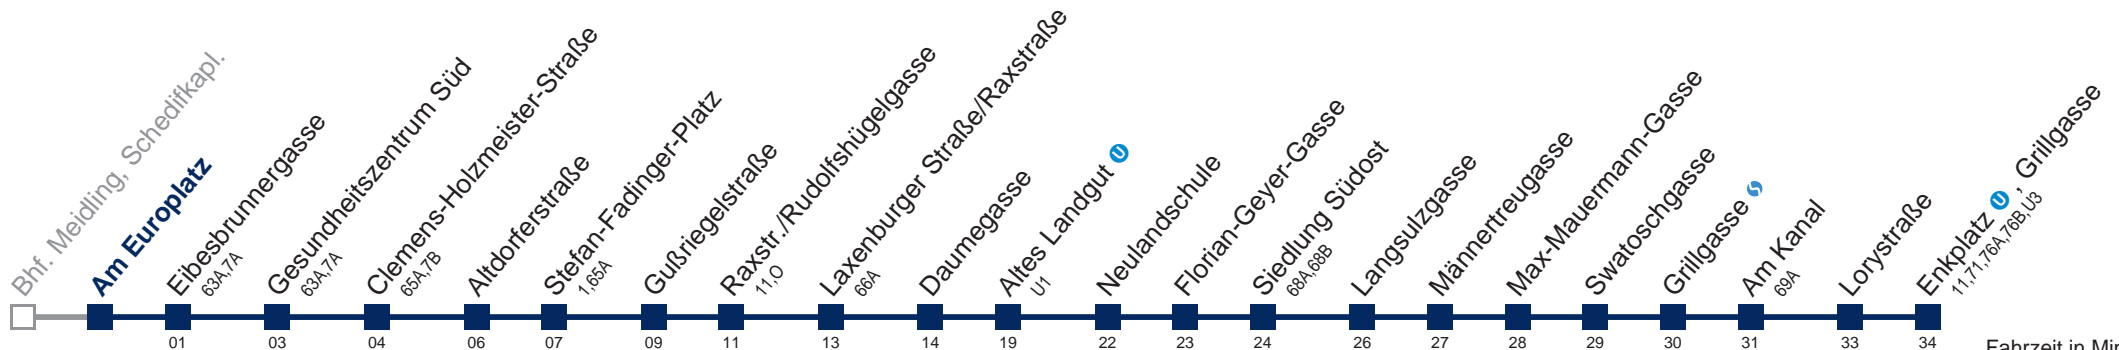 Bhf. Meidling, Schedifkapl.
Am Europlatz
Eibesbrunnergasse
63A,7A
Gesundheitszentrum Süd
63A,7A
Clemens-Holzmeister-Straße
65A,7B
Altdorferstraße
Stefan-Fadinger-Platz
1,65A
Gußriegelstraße
Raxstr./Rudolfshügelgasse
11,O
Laxenburger Straße/Raxstraße
66A
Daumegasse
Altes Landgut U
U1
Neulandschule
Florian-Geyer-Gasse
Siedlung Südost
68A,68B
Langsulzgasse
Männertreugasse
Max-Mauermann-Gasse
Swatoschgasse
Grillgasse S
Am Kanal
69A
Lorystraße
Enkplatz U , Grillgasse
11,71,76A,76B,U3
01 03 04 06 07 09 11 13 14 19 22 23 24 26 27 28 29 30 31 33 34
Fahrzeit in Min